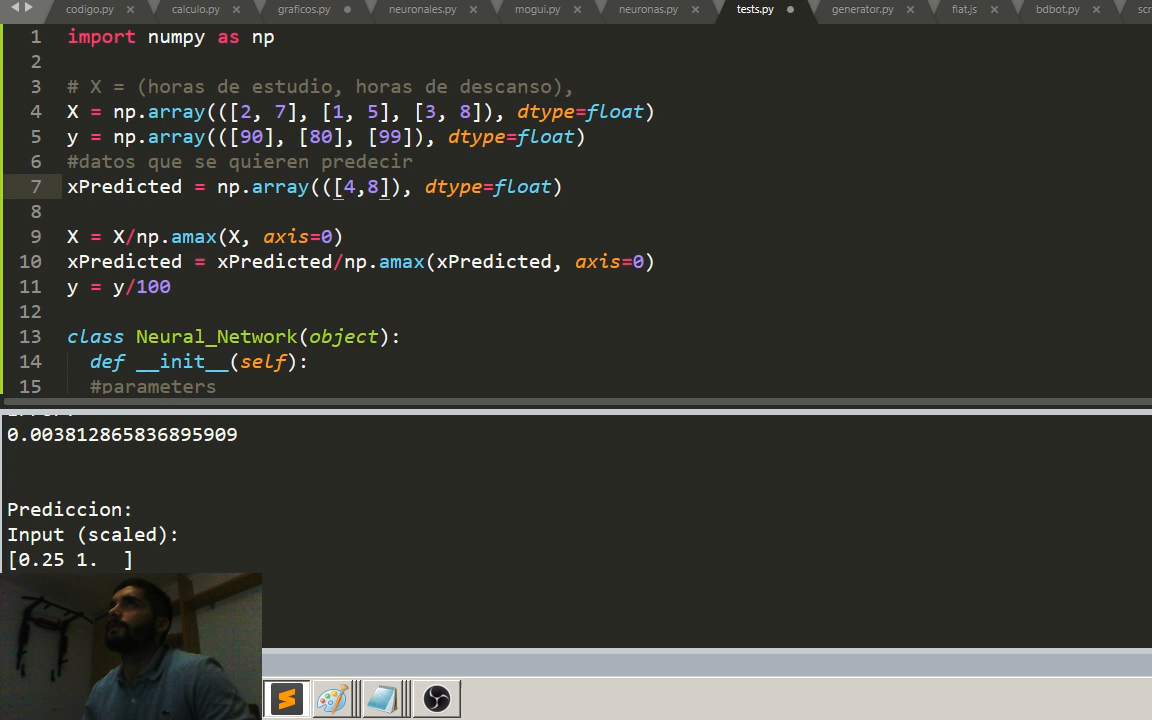 codigo.py × calculo.py × graficos.py neuronales.py × mogui.py × neuronas.py × tests.py generator.py × fiat.js × bdbot.py × scr
1 import numpy as np
2
3 # X = (horas de estudio, horas de descanso),
4 X = np.array(([2, 7], [1, 5], [3, 8]), dtype=float)
5 y = np.array(([90], [80], [99]), dtype=float)
6 #datos que se quieren predecir
7 xPredicted = np.array(([4,8]), dtype=float)
8
9 X = X/np.amax(X, axis=0)
10 xPredicted = xPredicted/np.amax(xPredicted, axis=0)
11 y = y/100
12
13 class Neural_Network(object):
14 def __init__(self):
15 #parameters
0.003812865836895909
Prediccion:
Input (scaled):
[0.25 1. ]